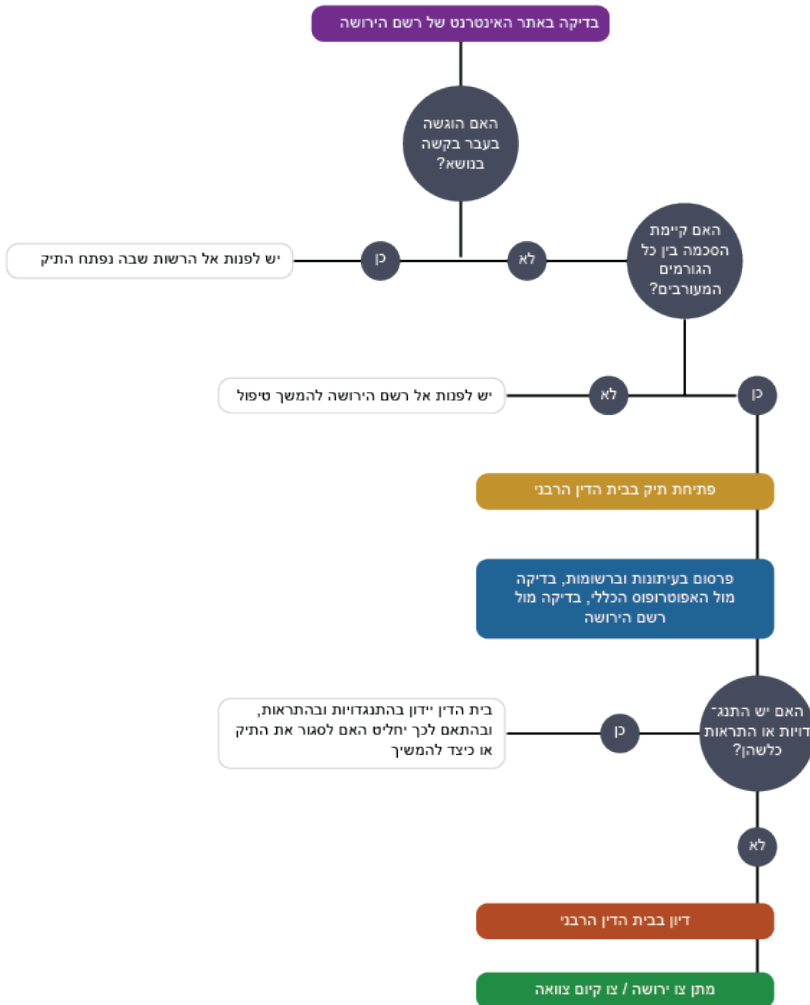 בדיקה באתר האינטרנט של רשם הירושה
האם הוגשה
בעבר בקשה
בנושא?
האם קיימת
הסכמה בין כל
הגורמים
המעורבים?
לא
כן
יש לפנות אל הרשות שבה נפתח התיק
כן
לא
יש לפנות אל רשם הירושה להמשך טיפול
פתיחת תיק בבית הדין הרבני
פרסום בעיתונות וברשומות, בדיקה
מול האפוטרופוס הכללי, בדיקה מול
רשם הירושה
האם יש התנג-
דויות או התראות
כלשהן?
כן
בית הדין יידון בהתנגדויות ובהתראות,
ובהתאם לכך יחליט האם לסגור את התיק
או כיצד להמשיך
לא
דיון בבית הדין הרבני
מתן צו ירושה / צו קיום צוואה